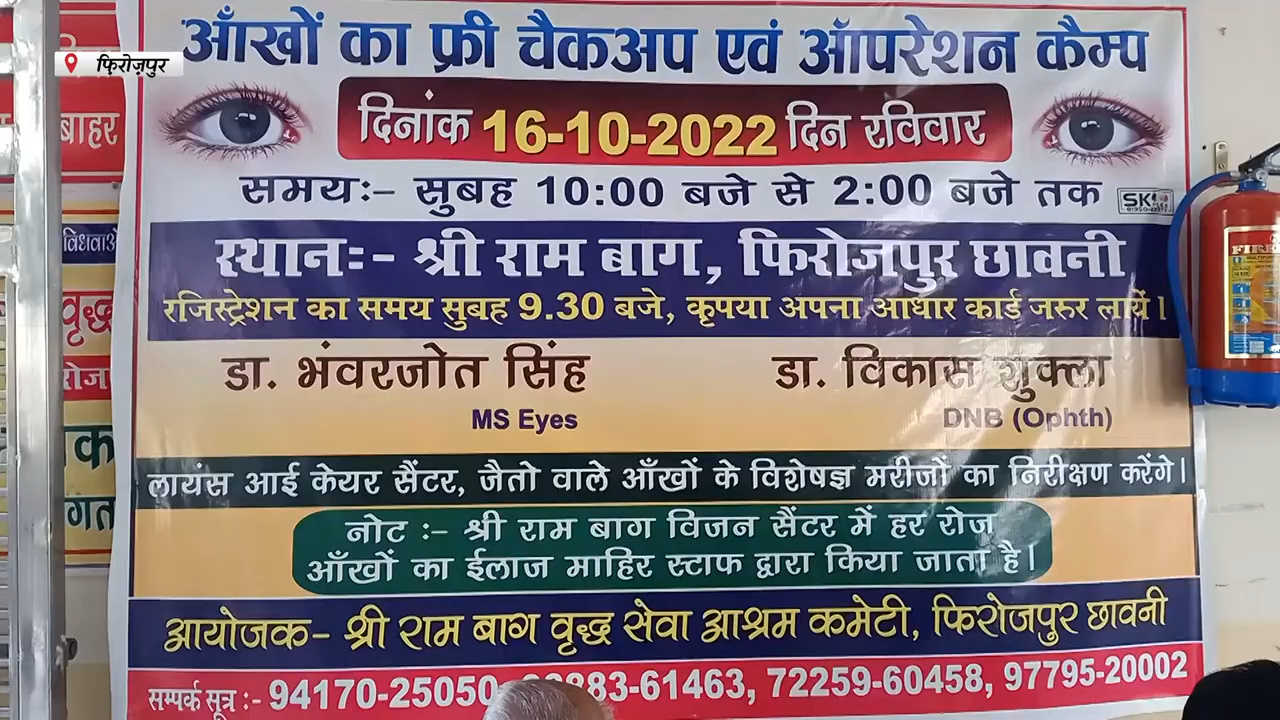 आँखों का फ्री चैकअप एवं ऑपरेशन कैम्प
फिरोज़पुर
दिनांक 16-10-2022 दिन रविवार
बाहर
समय:- सुबह 10:00 बजे से 2:00 बजे तक
SK
स्थान:- श्री राम बाग, फिरोजपुर छावनी
रजिस्ट्रेशन का समय सुबह 9.30 बजे, कृपया अपना आधार कार्ड जरुर लायें।
FIRE
डा. भंवरजोत सिंह
डा. विकास शुक्ला
MS Eyes
DNB (Ophth)
लायंस आई केयर सैंटर, जैतो वाले आँखों के विशेषज्ञ मरीजों का निरीक्षण करेंगे।
नोट :- श्री राम बाग विजन सैंटर में हर रोज
आँखों का ईलाज माहिर स्टाफ द्वारा किया जाता है।
आयोजक- श्री राम बाग वृद्ध सेवा आश्रम कमेटी, फिरोजपुर छावनी
सम्पर्क सूत्र :- 94170-25050, 883-61463, 72259-60458, 97795-20002